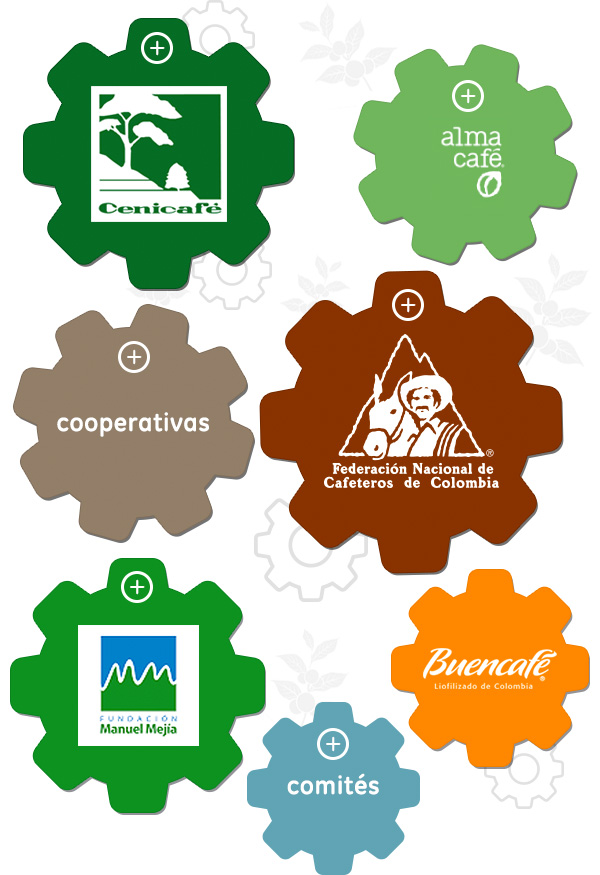 Cenicafé
alma
café®
cooperativas
®
Federación Nacional de
Cafeteros de Colombia
FUNDACIÓN
Manuel Mejía
Buencafé®
Liofilizado de Colombia
comités